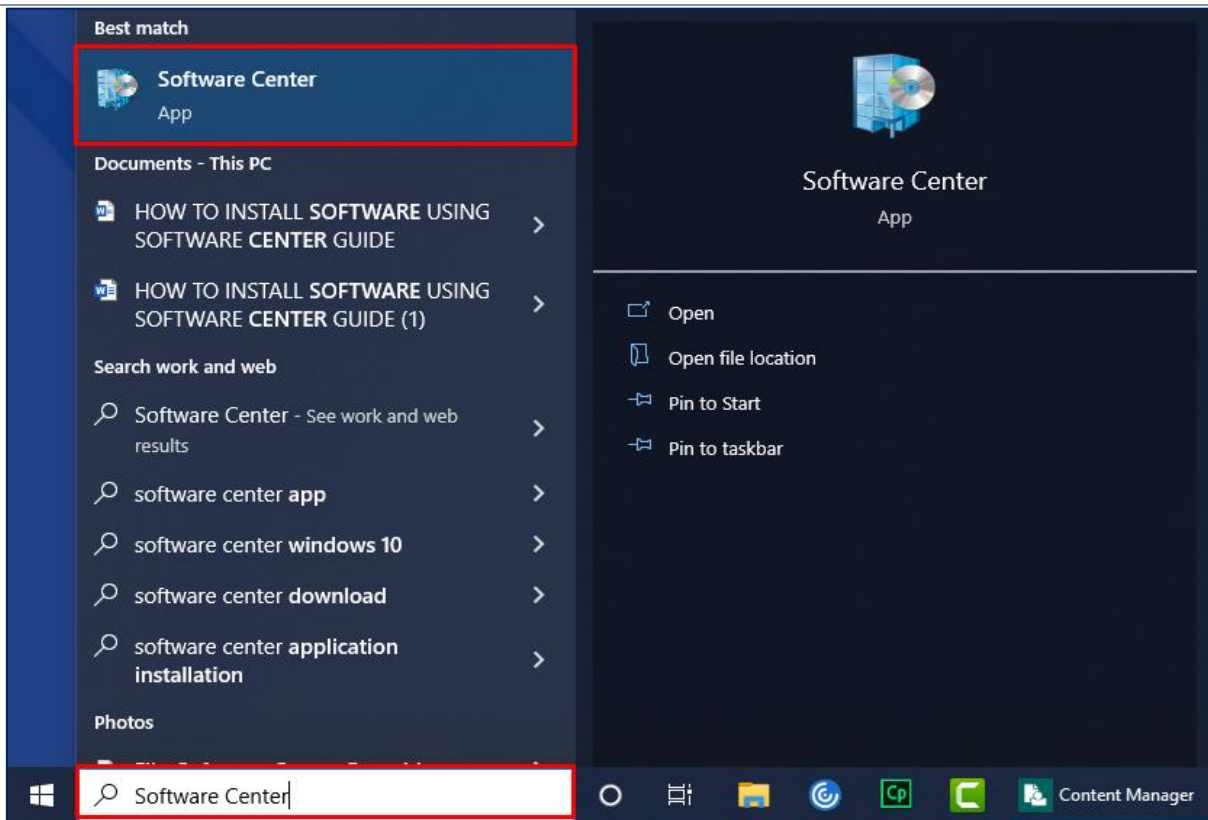 Best match
Software Center
App
Documents - This PC
HOW TO INSTALL SOFTWARE USING
SOFTWARE CENTER GUIDE
HOW TO INSTALL SOFTWARE USING
SOFTWARE CENTER GUIDE (1)
Search work and web
Software Center - See work and web
results
software center app
software center windows 10
software center download
software center application
installation
Photos
Software Center
Software Center
App
Open
Open file location
Pin to Start
Pin to taskbar
Cp
Content Manager